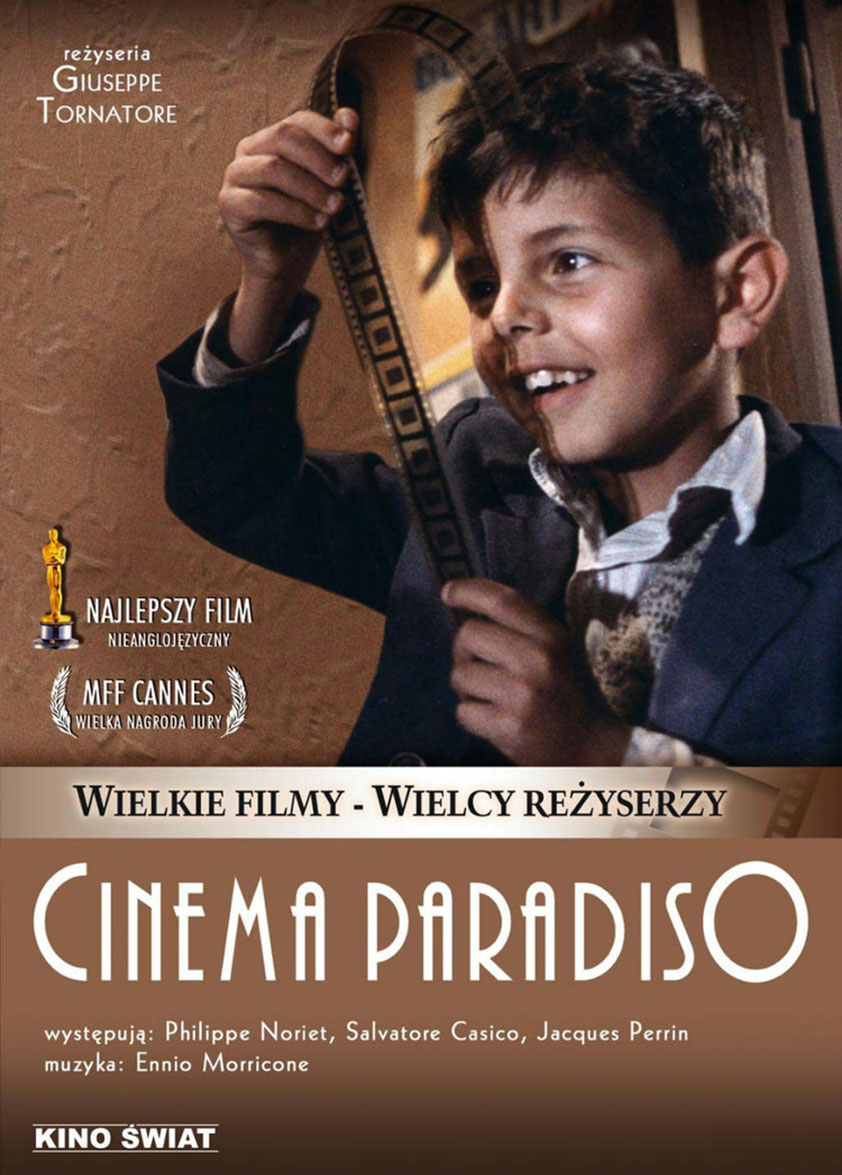 reżyseria
GIUSEPPE
TORNATORE
NAJLEPSZY FILM
NIEANGLOJĘZYCZNY
MFF CANNES
WIELKA NAGRODA JURY
WIELKIE FILMY - WIELCY REŻYSERZY
CINEMA PARADISO
występują: Philippe Noriet, Salvatore Casico, Jacques Perrin
muzyka: Ennio Morricone
KINO ŚWIAT